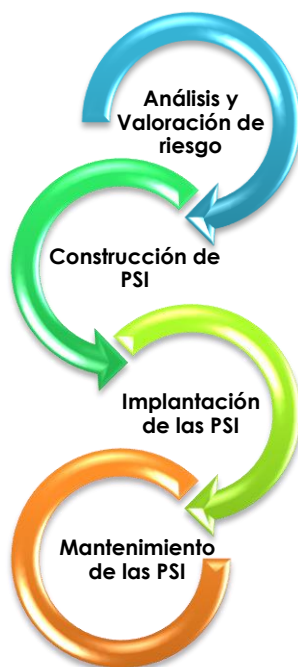 Análisis y
Valoración de
riesgo
Construcción de
PSI
Implantación
de las PSI
Mantenimiento
de las PSI